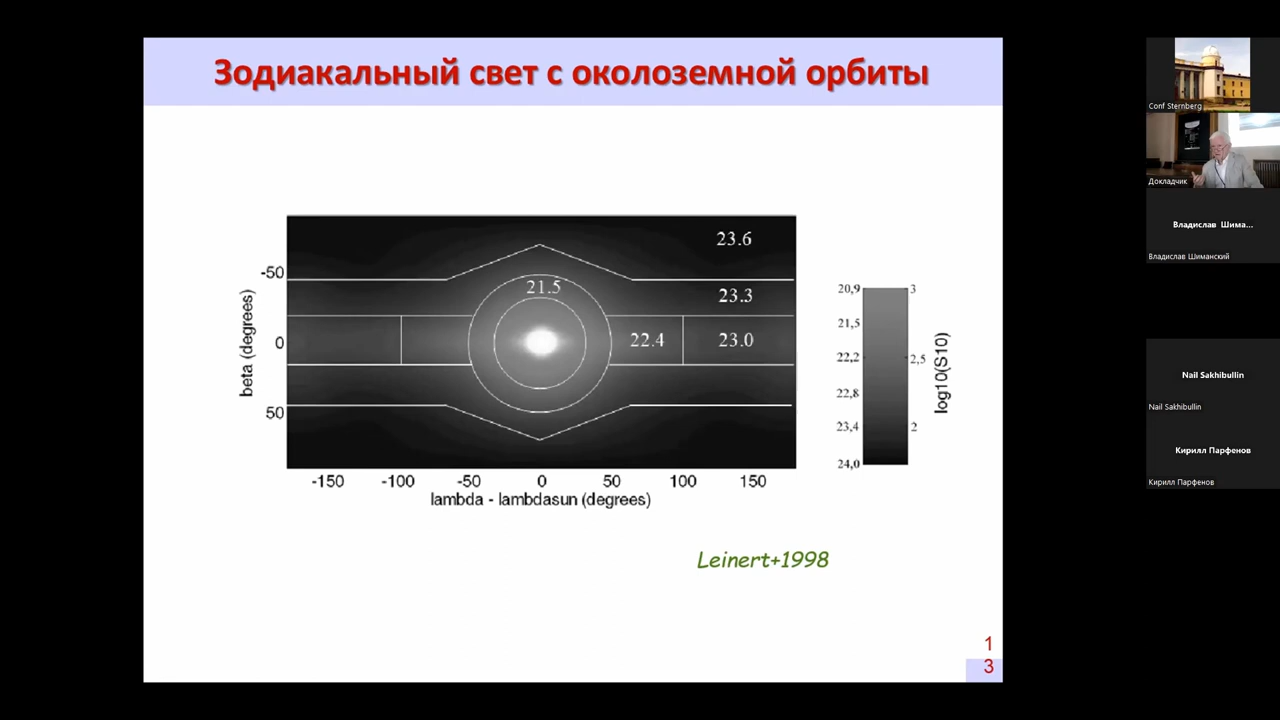 Зодиакальный свет с околоземной орбиты
23.6
-50
21.5
23.3
0
22.4
23.0
50
beta (degrees)
-150 -100 -50 0 50 100 150
lambda - lambdasun (degrees)
20,9 3
21,5
22,2 2,5
22,8
23,4 2
24,0
log10(S10)
Leinert+1998
1
3
Conf Sternberg
Докладчик
Владислав Шима...
Владислав Шиманский
Nail Sakhibullin
Nail Sakhibullin
Кирилл Парфенов
Кирилл Парфенов